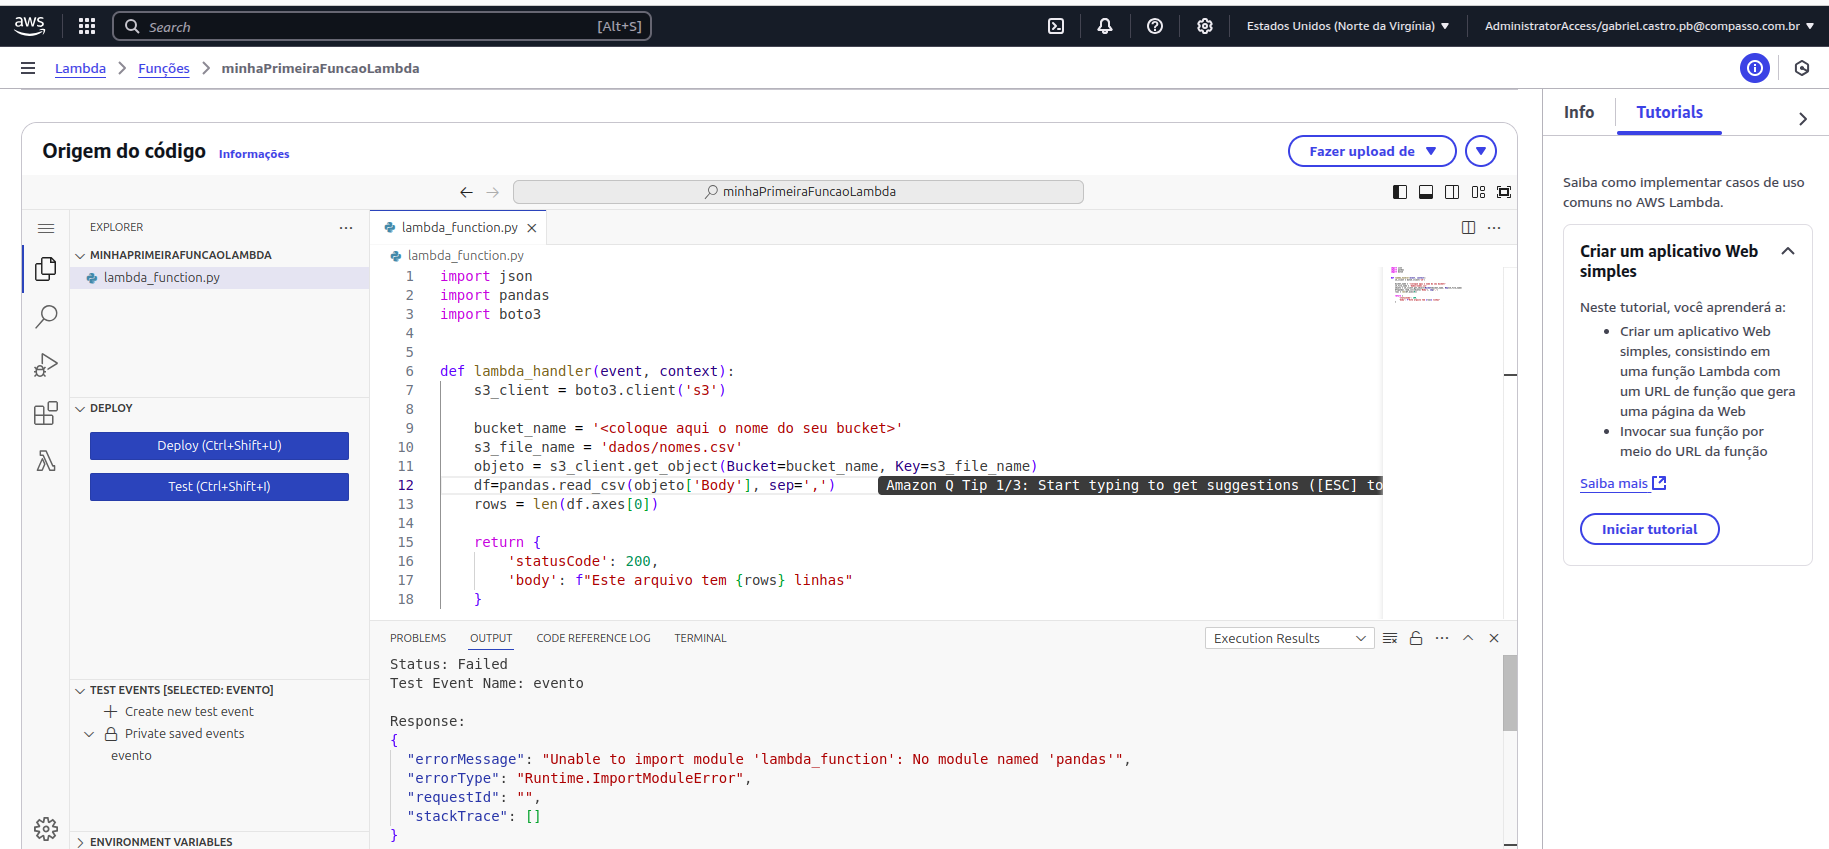 aws
Search [Alt+S]
Estados Unidos (Norte da Virgínia)
AdministratorAccess/gabriel.castro.pb@compasso.com.br
Lambda
Funções
minhaPrimeiraFuncaoLambda
Origem do código
Informações
Fazer upload de
minhaPrimeiraFuncaoLambda
EXPLORER
MINHAPRIMEIRAFUNCAOLAMBDA
lambda_function.py
DEPLOY
Deploy (Ctrl+Shift+U)
Test (Ctrl+Shift+I)
TEST EVENTS [SELECTED: EVENTO]
Create new test event
Private saved events
evento
ENVIRONMENT VARIABLES
lambda_function.py
lambda_function.py
1 import json
2 import pandas
3 import boto3
4
5
6 def lambda_handler(event, context):
7 s3_client = boto3.client('s3')
8
9 bucket_name = '<coloque aqui o nome do seu bucket>'
10 s3_file_name = 'dados/nomes.csv'
11 objeto = s3_client.get_object(Bucket=bucket_name, Key=s3_file_name)
12 df=pandas.read_csv(objeto['Body'], sep=',') Amazon Q Tip 1/3: Start typing to get suggestions ([ESC] to
13 rows = len(df.axes[0])
14
15 return {
16 'statusCode': 200,
17 'body': f"Este arquivo tem {rows} linhas"
18 }
PROBLEMS
OUTPUT
CODE REFERENCE LOG
TERMINAL
Execution Results
Status: Failed
Test Event Name: evento
Response:
{
"errorMessage": "Unable to import module 'lambda_function': No module named 'pandas'",
"errorType": "Runtime.ImportModuleError",
"requestId": "",
"stackTrace": []
}
Info
Tutorials
Saiba como implementar casos de uso
comuns no AWS Lambda.
Criar um aplicativo Web
simples
Neste tutorial, você aprenderá a:
• Criar um aplicativo Web
simples, consistindo em
uma função Lambda com
um URL de função que gera
uma página da Web
• Invocar sua função por
meio do URL da função
Saiba mais
Iniciar tutorial